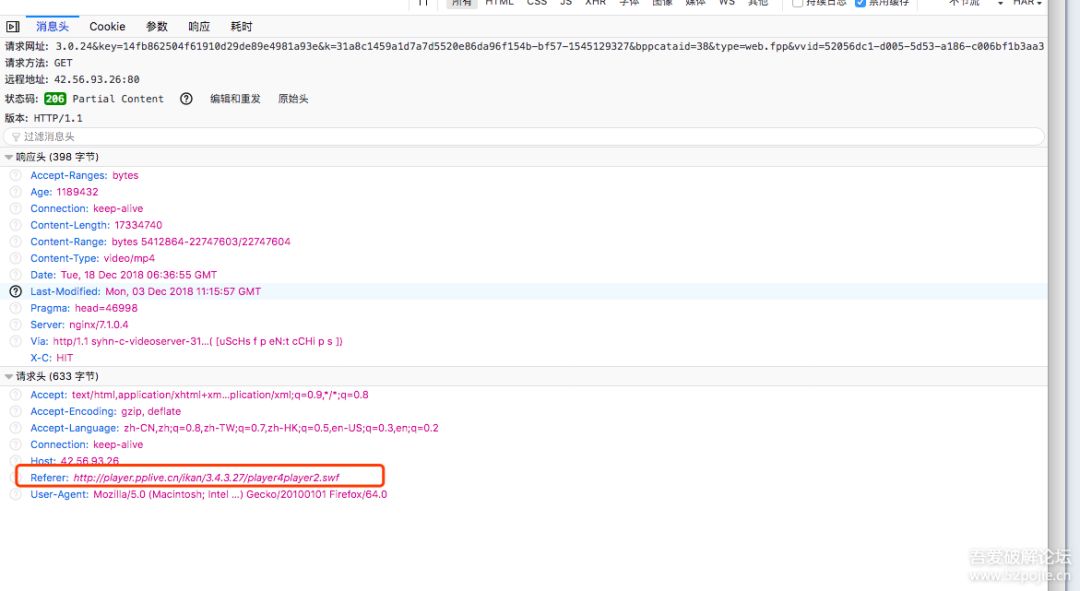 所有 HTML CSS JS XHR 字体 图像 媒体 WS 其他 持续日志 禁用缓存 不节流 HAR
消息头 Cookie 参数 响应 耗时
请求网址: 3.0.24&key=14fb862504f61910d29de89e4981a93e&k=31a8c1459a1d7a7d5520e86da96f154b-bf57-1545129327&bppcataid=38&type=web.fpp&vvid=52056dc1-d005-5d53-a186-c006bf1b3aa3
请求方法: GET
远程地址: 42.56.93.26:80
状态码: 206 Partial Content ? 编辑和重发 原始头
版本: HTTP/1.1
过滤消息头
响应头 (398 字节)
? Accept-Ranges: bytes
? Age: 1189432
? Connection: keep-alive
? Content-Length: 17334740
? Content-Range: bytes 5412864-22747603/22747604
? Content-Type: video/mp4
? Date: Tue, 18 Dec 2018 06:36:55 GMT
? Last-Modified: Mon, 03 Dec 2018 11:15:57 GMT
? Pragma: head=46998
? Server: nginx/7.1.0.4
? Via: http/1.1 syhn-c-videoserver-31...( [uScHs f p eN:t cCHi p s ])
X-C: HIT
请求头 (633 字节)
? Accept: text/html,application/xhtml+xm...plication/xml;q=0.9,*/*;q=0.8
? Accept-Encoding: gzip, deflate
? Accept-Language: zh-CN,zh;q=0.8,zh-TW;q=0.7,zh-HK;q=0.5,en-US;q=0.3,en;q=0.2
? Connection: keep-alive
? Host: 42.56.93.26
? Referer: http://player.pplive.cn/ikan/3.4.3.27/player4player2.swf
? User-Agent: Mozilla/5.0 (Macintosh; Intel ...) Gecko/20100101 Firefox/64.0
吾爱破解论坛
www.52pojie.cn